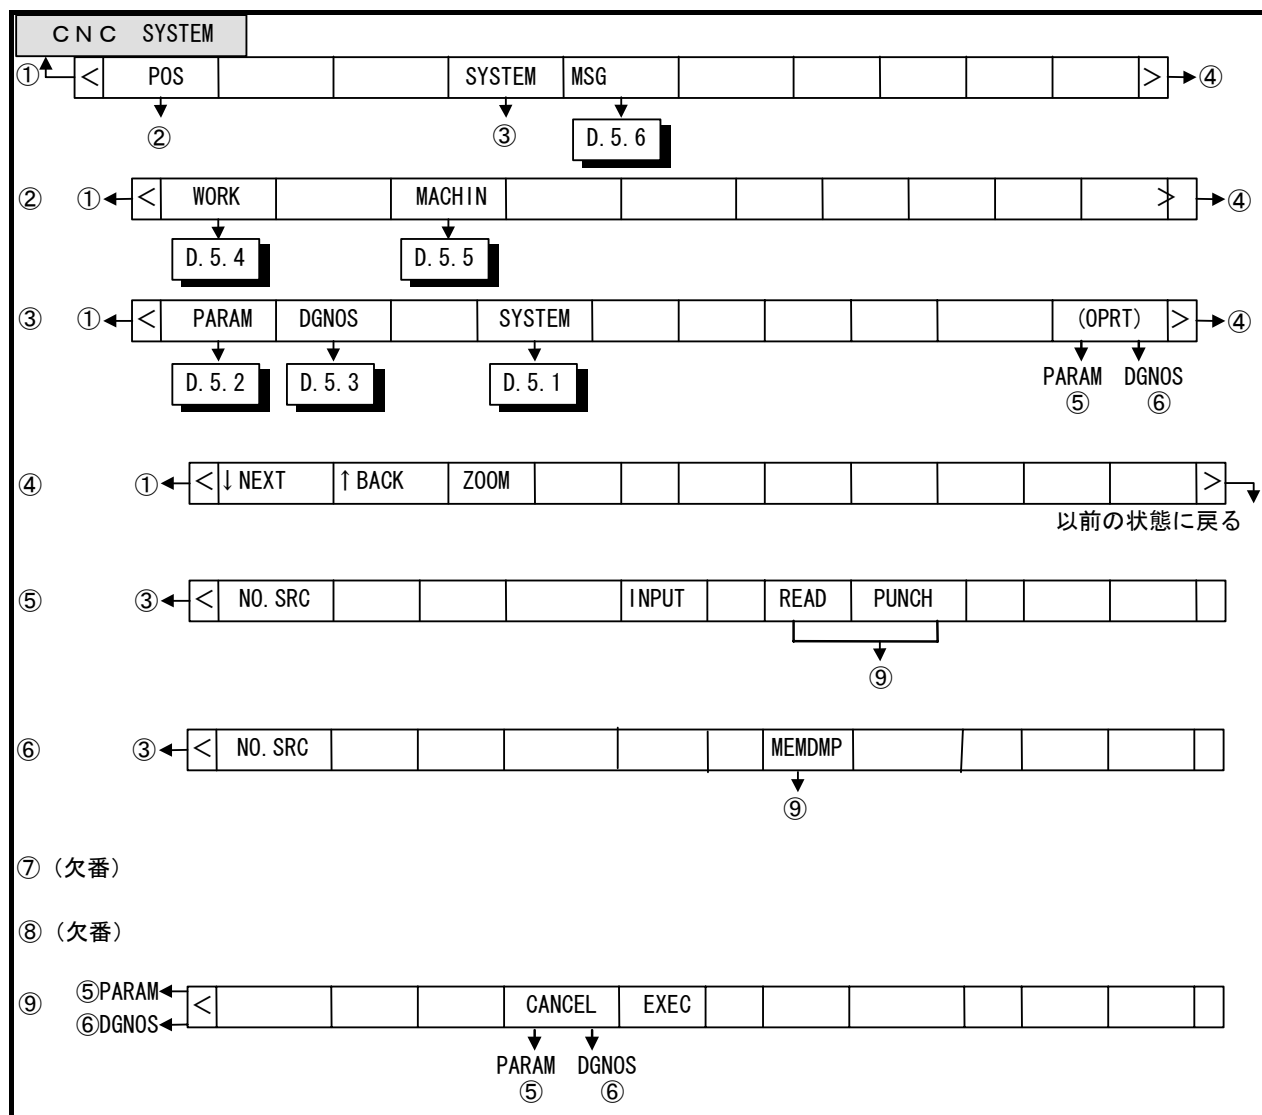 ＣＮＣ　SYSTEM
① < POS SYSTEM MSG > ④
② ③ D.5.6
② ① < WORK MACHIN > ④
D.5.4 D.5.5
③ ① < PARAM DGNOS SYSTEM (OPRT) > ④
D.5.2 D.5.3 D.5.1 PARAM DGNOS
⑤ ⑥
④ ① < ↓NEXT ↑BACK ZOOM >
以前の状態に戻る
⑤ ③ < NO.SRC INPUT READ PUNCH
⑨
⑥ ③ < NO.SRC MEMDMP
⑨
⑦（欠番）
⑧（欠番）
⑨ ⑤PARAM < CANCEL EXEC
⑥DGNOS
PARAM DGNOS
⑤ ⑥